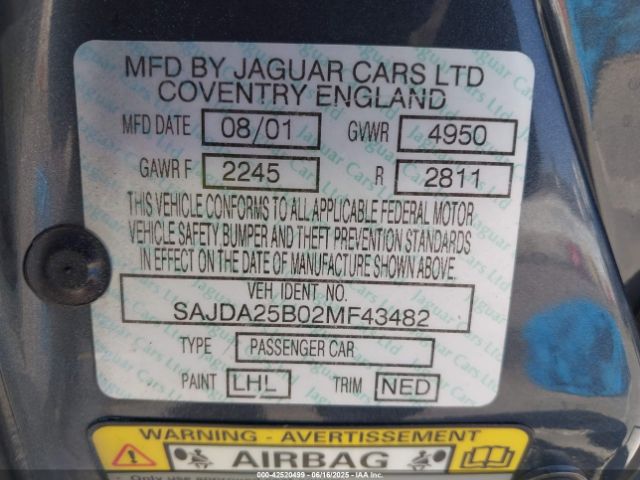 MFD BY JAGUAR CARS LTD
COVENTRY ENGLAND
MFD DATE 08/01 GVWR 4950
GAWR F 2245 R 2811
THIS VEHICLE CONFORMS TO ALL APPLICABLE FEDERAL MOTOR
VEHICLE SAFETY BUMPER AND THEFT PREVENTION STANDARDS
IN EFFECT ON THE DATE OF MANUFACTURE SHOWN ABOVE.
VEH IDENT NO.
SAJDA25B02MF43482
TYPE PASSENGER CAR
PAINT LHL TRIM NED
WARNING - AVERTISSEMENT
AIRBAG
000-42520499 - 06/16/2025 - IAAI.COM